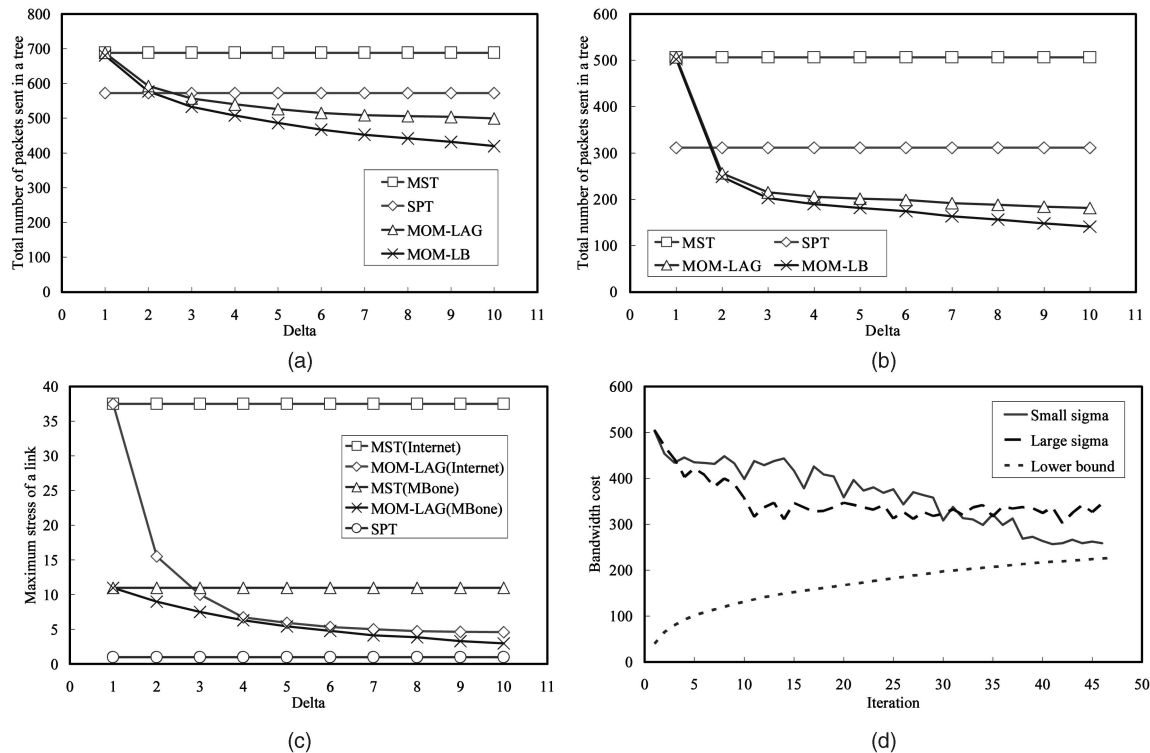 Total number of packets sent in a tree
800
700
600
500
400
300
200
100
0
0 1 2 3 4 5 6 7 8 9 10 11
Delta
MST
SPT
MOM-LAG
MOM-LB
(a)
Total number of packets sent in a tree
600
500
400
300
200
100
0
0 1 2 3 4 5 6 7 8 9 10 11
Delta
MST SPT
MOM-LAG MOM-LB
(b)
Maximum stress of a link
40
35
30
25
20
15
10
5
0
0 1 2 3 4 5 6 7 8 9 10 11
Delta
MST(Internet)
MOM-LAG(Internet)
MST(MBone)
MOM-LAG(MBone)
SPT
(c)
Bandwidth cost
600
500
400
300
200
100
0
0 5 10 15 20 25 30 35 40 45 50
Iteration
Small sigma
Large sigma
Lower bound
(d)